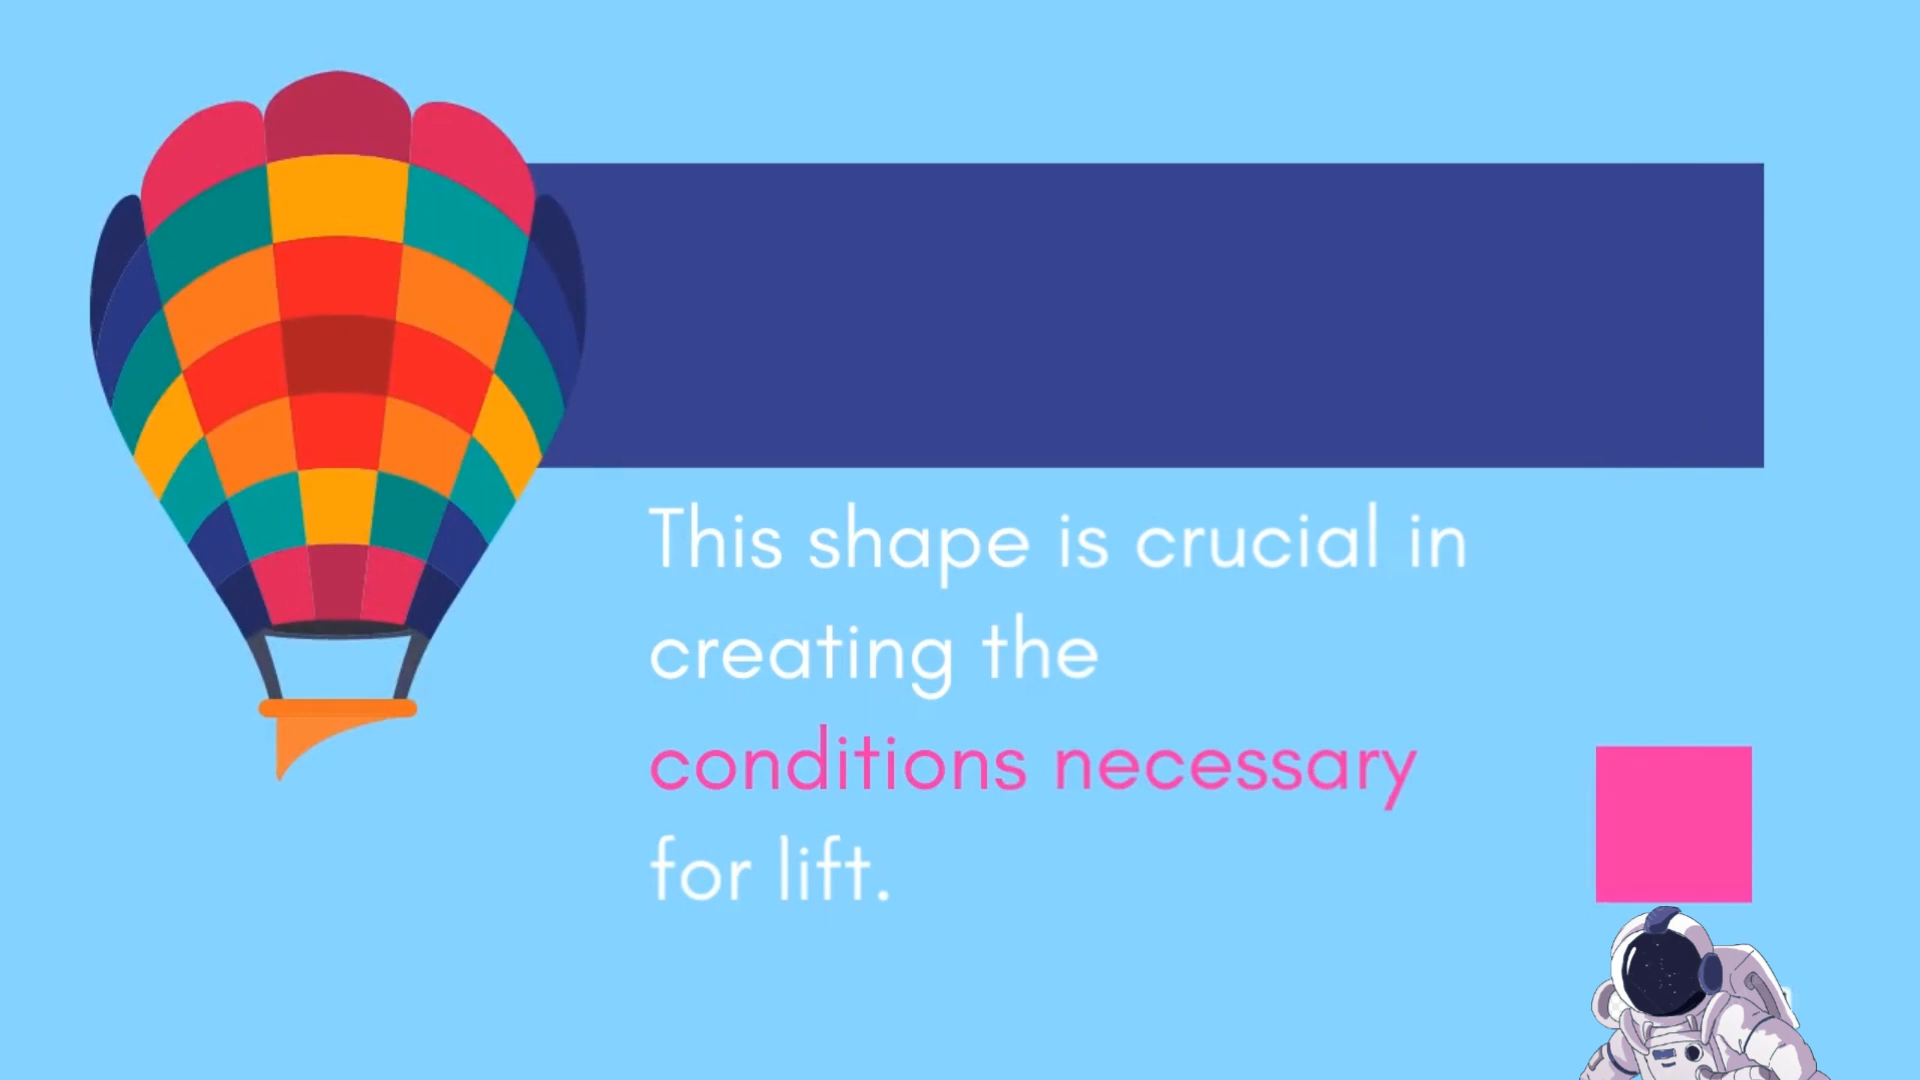 This shape is crucial in
creating the
conditions necessary
for lift.